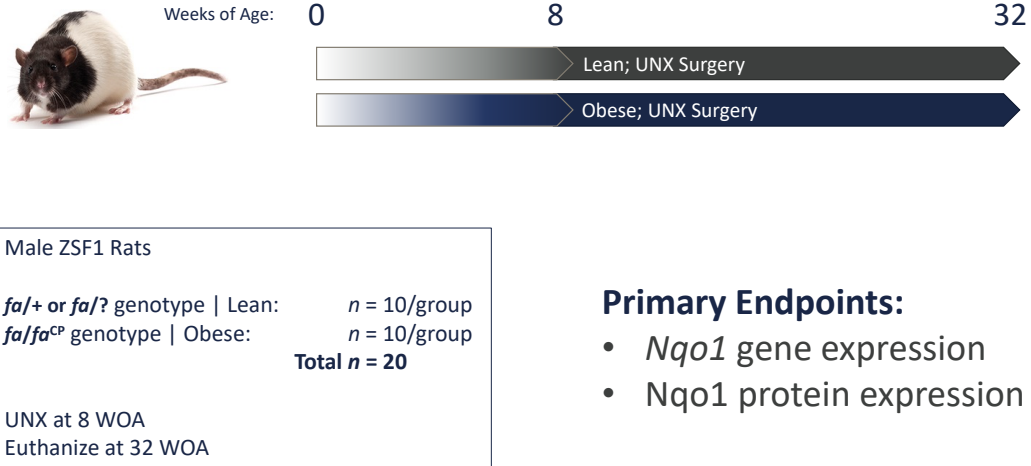 Weeks of Age: 0 8 32
Lean; UNX Surgery
Obese; UNX Surgery
Male ZSF1 Rats
fa/+ or fa/? genotype | Lean: n = 10/group
fa/faCP genotype | Obese: n = 10/group
Total n = 20
UNX at 8 WOA
Euthanize at 32 WOA
Primary Endpoints:
• Nqo1 gene expression
• Nqo1 protein expression